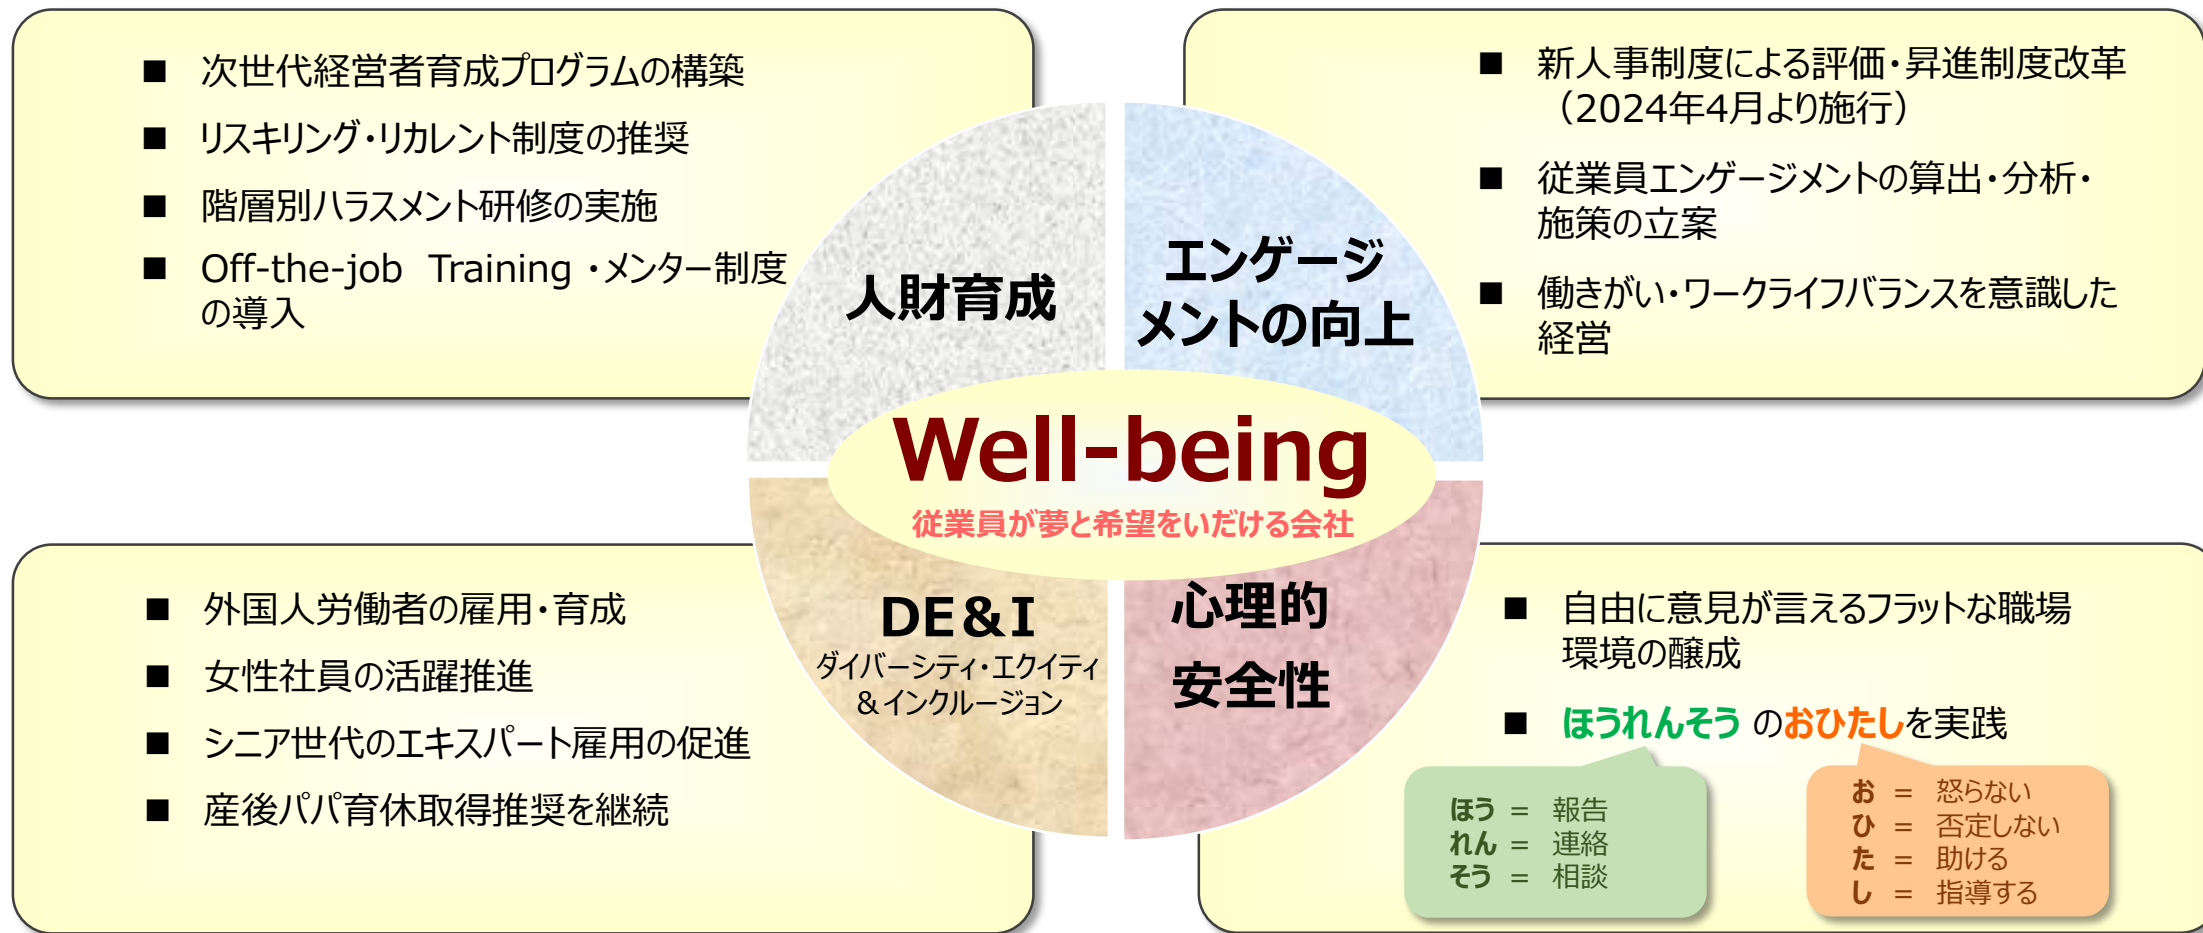 ■ 次世代経営者育成プログラムの構築
■ リスキリング・リカレント制度の推奨
■ 階層別ハラスメント研修の実施
■ Off-the-job Training ・メンター制度
の導入
■ 新人事制度による評価・昇進制度改革
（2024年4月より施行）
■ 従業員エンゲージメントの算出・分析・
施策の立案
■ 働きがい・ワークライフバランスを意識した
経営
人財育成
エンゲージ
メントの向上
Well-being
従業員が夢と希望をいだける会社
DE&I
ダイバーシティ・エクイティ
&インクルージョン
心理的
安全性
■ 外国人労働者の雇用・育成
■ 女性社員の活躍推進
■ シニア世代のエキスパート雇用の促進
■ 産後パパ育休取得推奨を継続
■ 自由に意見が言えるフラットな職場
環境の醸成
■ ほうれんそう のおひたしを実践
ほう = 報告
れん = 連絡
そう = 相談
お = 怒らない
ひ = 否定しない
た = 助ける
し = 指導する